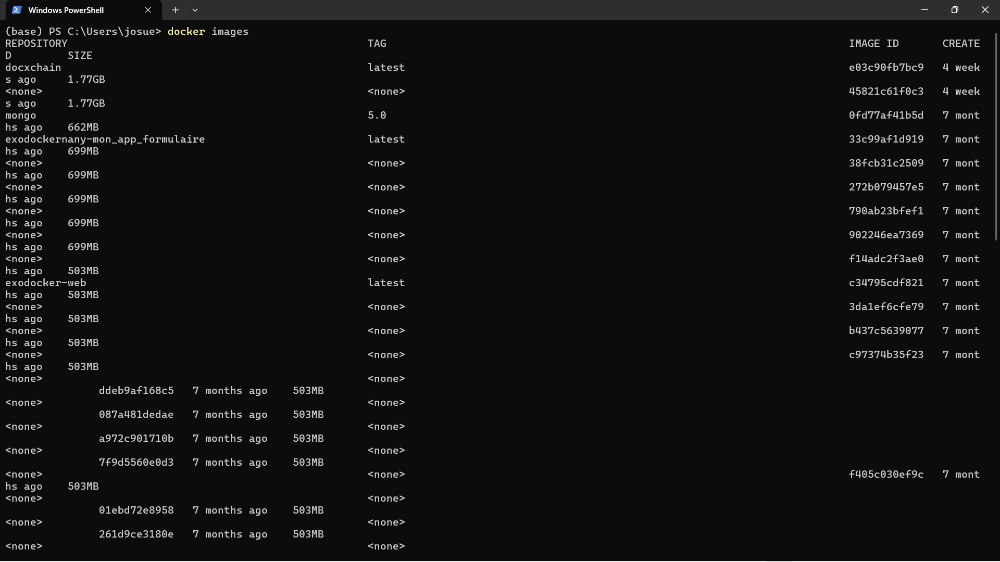 Windows PowerShell
(base) PS C:\Users\josue> docker images
REPOSITORY TAG IMAGE ID CREATE
D SIZE
docxchain latest e03c90fb7bc9 4 week
s ago 1.77GB
<none> <none> 45821c61f0c3 4 week
s ago 1.77GB
mongo 5.0 0fd77af41b5d 7 mont
hs ago 662MB
exodockernany-mon_app_formulaire latest 33c99af1d919 7 mont
hs ago 699MB
<none> <none> 38fcb31c2509 7 mont
hs ago 699MB
<none> <none> 272b079457e5 7 mont
hs ago 699MB
<none> <none> 790ab23bfef1 7 mont
hs ago 699MB
<none> <none> 902246ea7369 7 mont
hs ago 699MB
<none> <none> f14adc2f3ae0 7 mont
hs ago 503MB
exodocker-web latest c34795cdf821 7 mont
hs ago 503MB
<none> <none> 3da1ef6cfe79 7 mont
hs ago 503MB
<none> <none> b437c5639077 7 mont
hs ago 503MB
<none> <none> c97374b35f23 7 mont
hs ago 503MB
<none> <none>
ddeb9af168c5 7 months ago 503MB
<none> <none>
087a481dedae 7 months ago 503MB
<none> <none>
a972c901710b 7 months ago 503MB
<none> <none>
7f9d5560e0d3 7 months ago 503MB
<none> <none> f405c030ef9c 7 mont
hs ago 503MB
<none> <none>
01ebd72e8958 7 months ago 503MB
<none> <none>
261d9ce3180e 7 months ago 503MB
<none> <none>